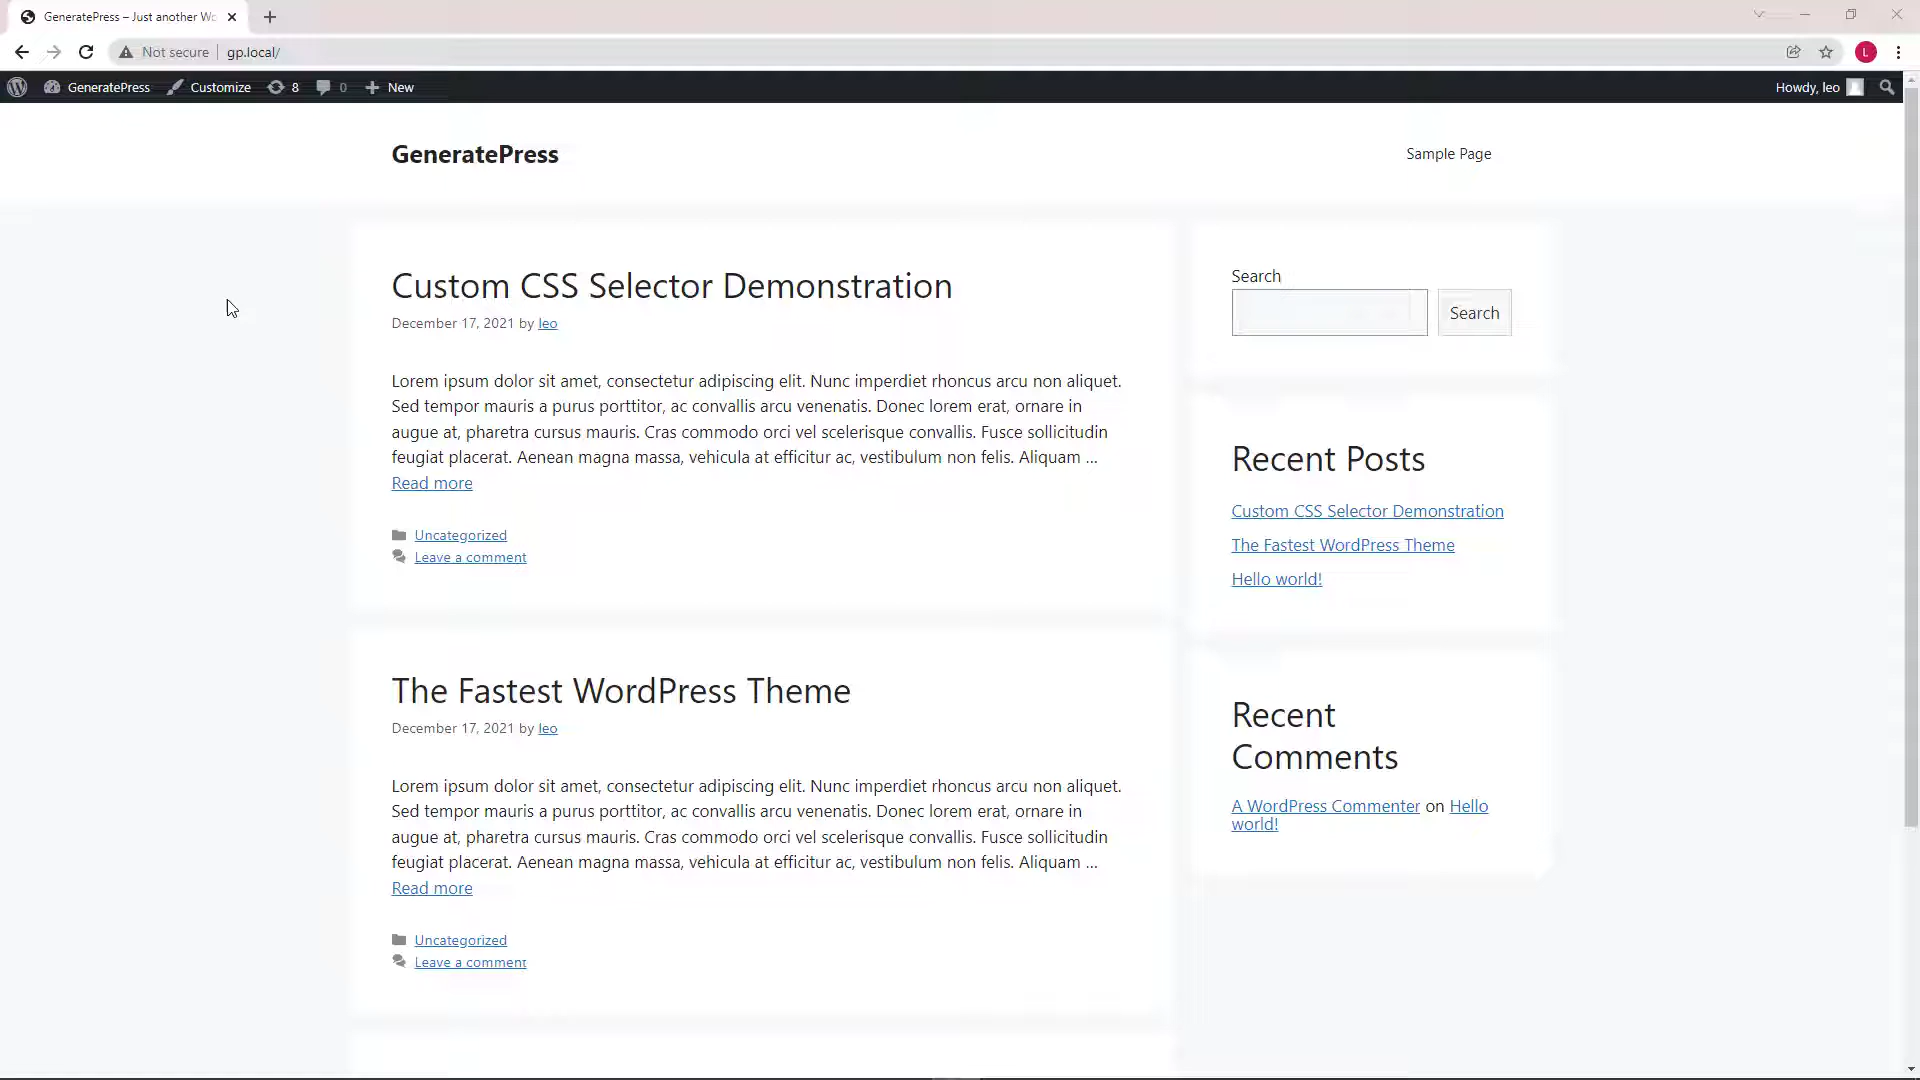 GeneratePress – Just another Wo
Not secure
gp.local/
L
GeneratePress
Customize
8
0
New
Howdy, leo
GeneratePress
Sample Page
Custom CSS Selector Demonstration
December 17, 2021 by leo
Lorem ipsum dolor sit amet, consectetur adipiscing elit. Nunc imperdiet rhoncus arcu non aliquet.
Sed tempor mauris a purus porttitor, ac convallis arcu venenatis. Donec lorem erat, ornare in
augue at, pharetra cursus mauris. Cras commodo orci vel scelerisque convallis. Fusce sollicitudin
feugiat placerat. Aenean magna massa, vehicula at efficitur ac, vestibulum non felis. Aliquam ...
Read more
Uncategorized
Leave a comment
The Fastest WordPress Theme
December 17, 2021 by leo
Lorem ipsum dolor sit amet, consectetur adipiscing elit. Nunc imperdiet rhoncus arcu non aliquet.
Sed tempor mauris a purus porttitor, ac convallis arcu venenatis. Donec lorem erat, ornare in
augue at, pharetra cursus mauris. Cras commodo orci vel scelerisque convallis. Fusce sollicitudin
feugiat placerat. Aenean magna massa, vehicula at efficitur ac, vestibulum non felis. Aliquam ...
Read more
Uncategorized
Leave a comment
Search
Search
Recent Posts
Custom CSS Selector Demonstration
The Fastest WordPress Theme
Hello world!
Recent
Comments
A WordPress Commenter on Hello
world!